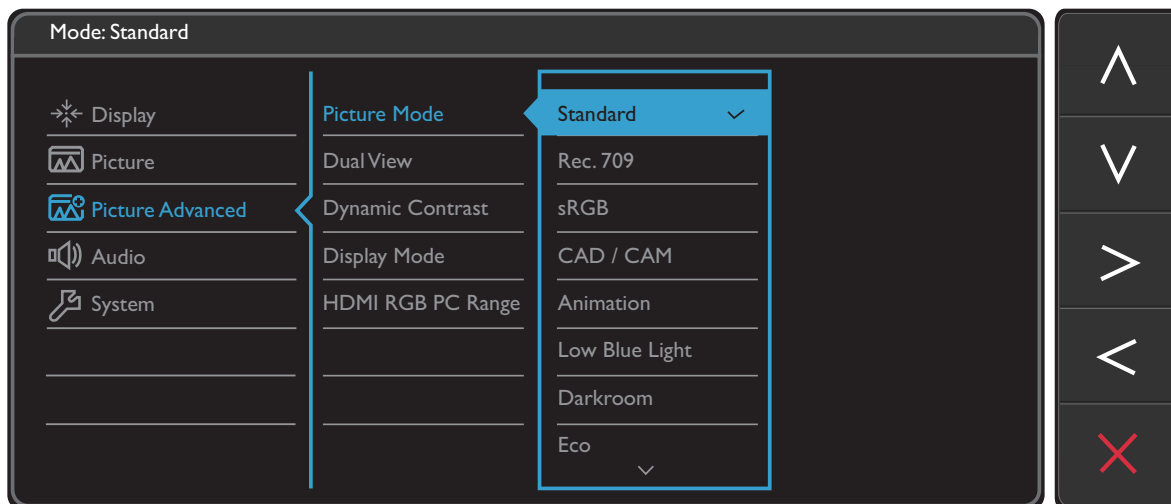 Mode: Standard
Display
Picture
Picture Advanced
Audio
System
Picture Mode
Dual View
Dynamic Contrast
Display Mode
HDMI RGB PC Range
Standard
Rec. 709
sRGB
CAD / CAM
Animation
Low Blue Light
Darkroom
Eco